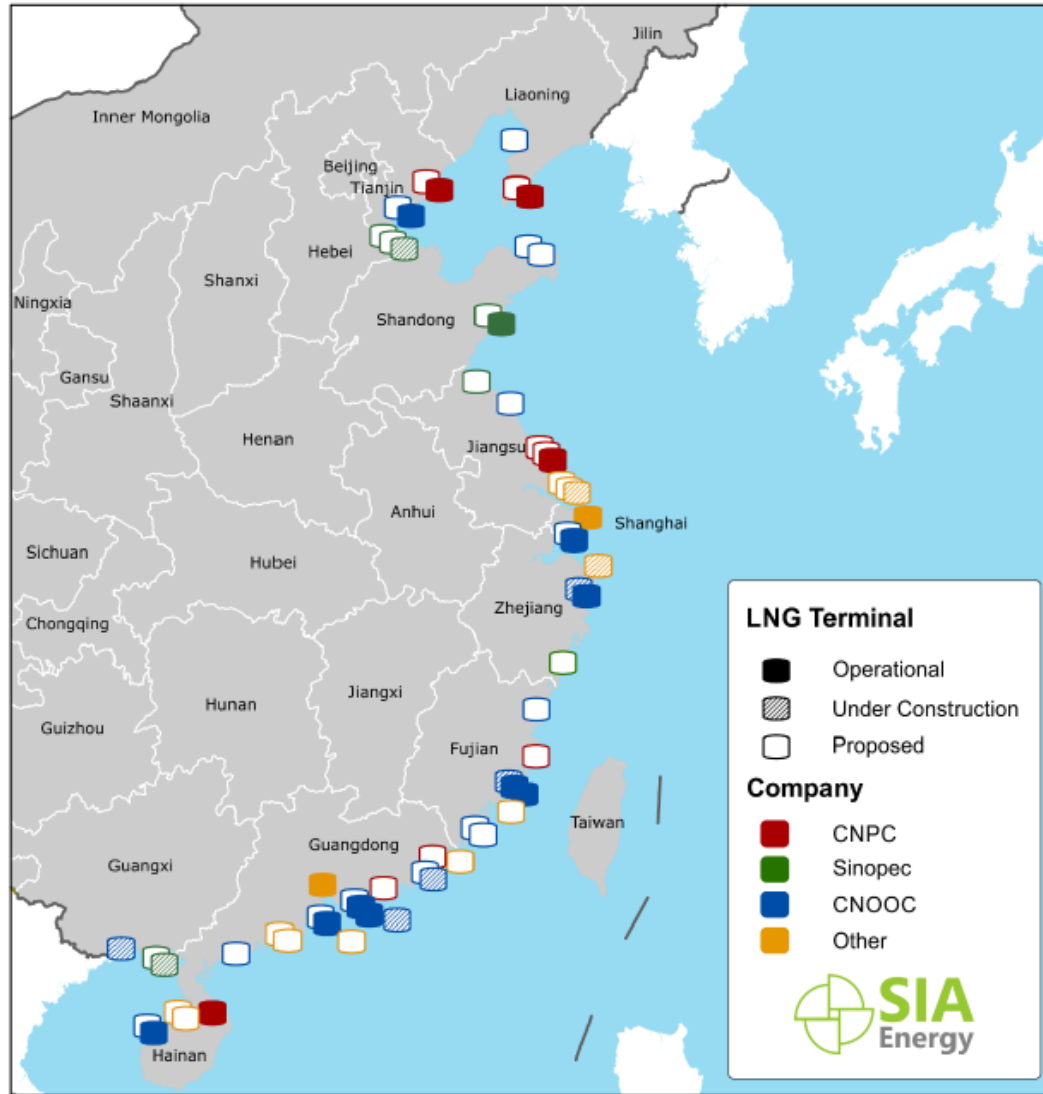 Jilin
Liaoning
Inner Mongolia
Beijing
Tianjin
Hebei
Shanxi
Ningxia
Shandong
Gansu
Shaanxi
Henan
Jiangsu
Anhui
Shanghai
Sichuan
Hubei
Chongqing
Zhejiang
Hunan
Jiangxi
Guizhou
Fujian
Taiwan
Guangdong
Guangxi
Hainan
LNG Terminal
Operational
Under Construction
Proposed
Company
CNPC
Sinopec
CNOOC
Other
SIA
Energy